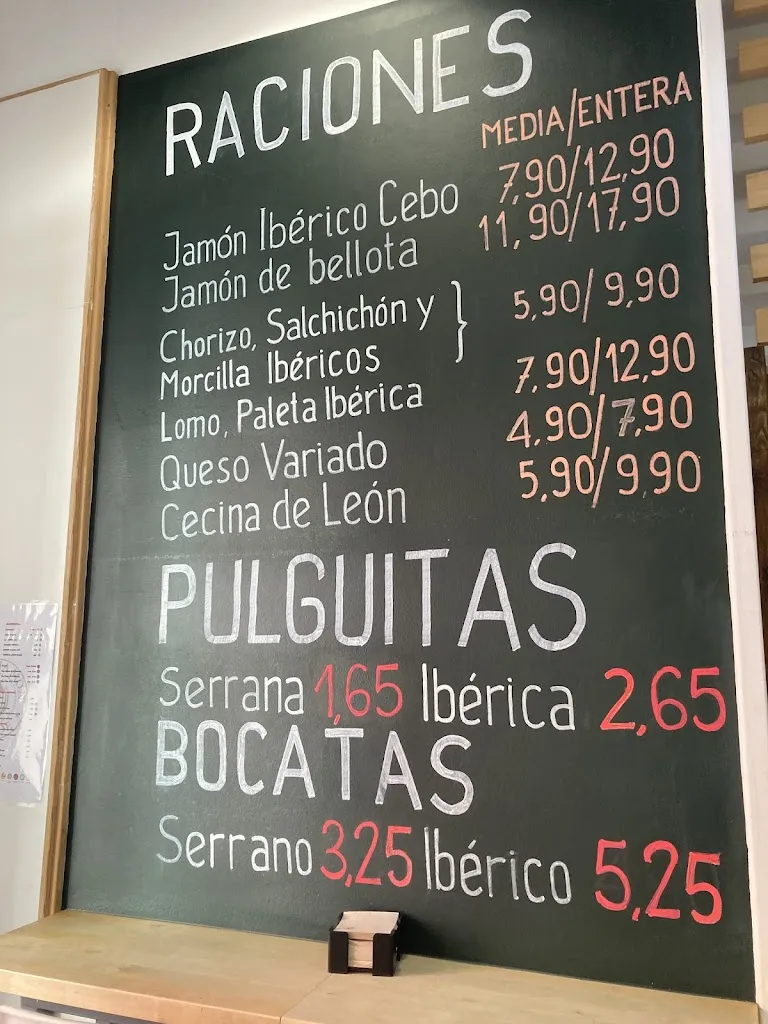 RACIONES
MEDIA/ENTERA
Jamón Ibérico Cebo 7,90/12,90
Jamón de bellota 11,90/17,90
Chorizo, Salchichón y } 5,90/9,90
Morcilla Ibéricos
Lomo, Paleta Ibérica 7,90/12,90
Queso Variado 4,90/7,90
Cecina de León 5,90/9,90
PULGUITAS
Serrana 1,65 Ibérica 2,65
BOCATAS
Serrano 3,25 Ibérico 5,25